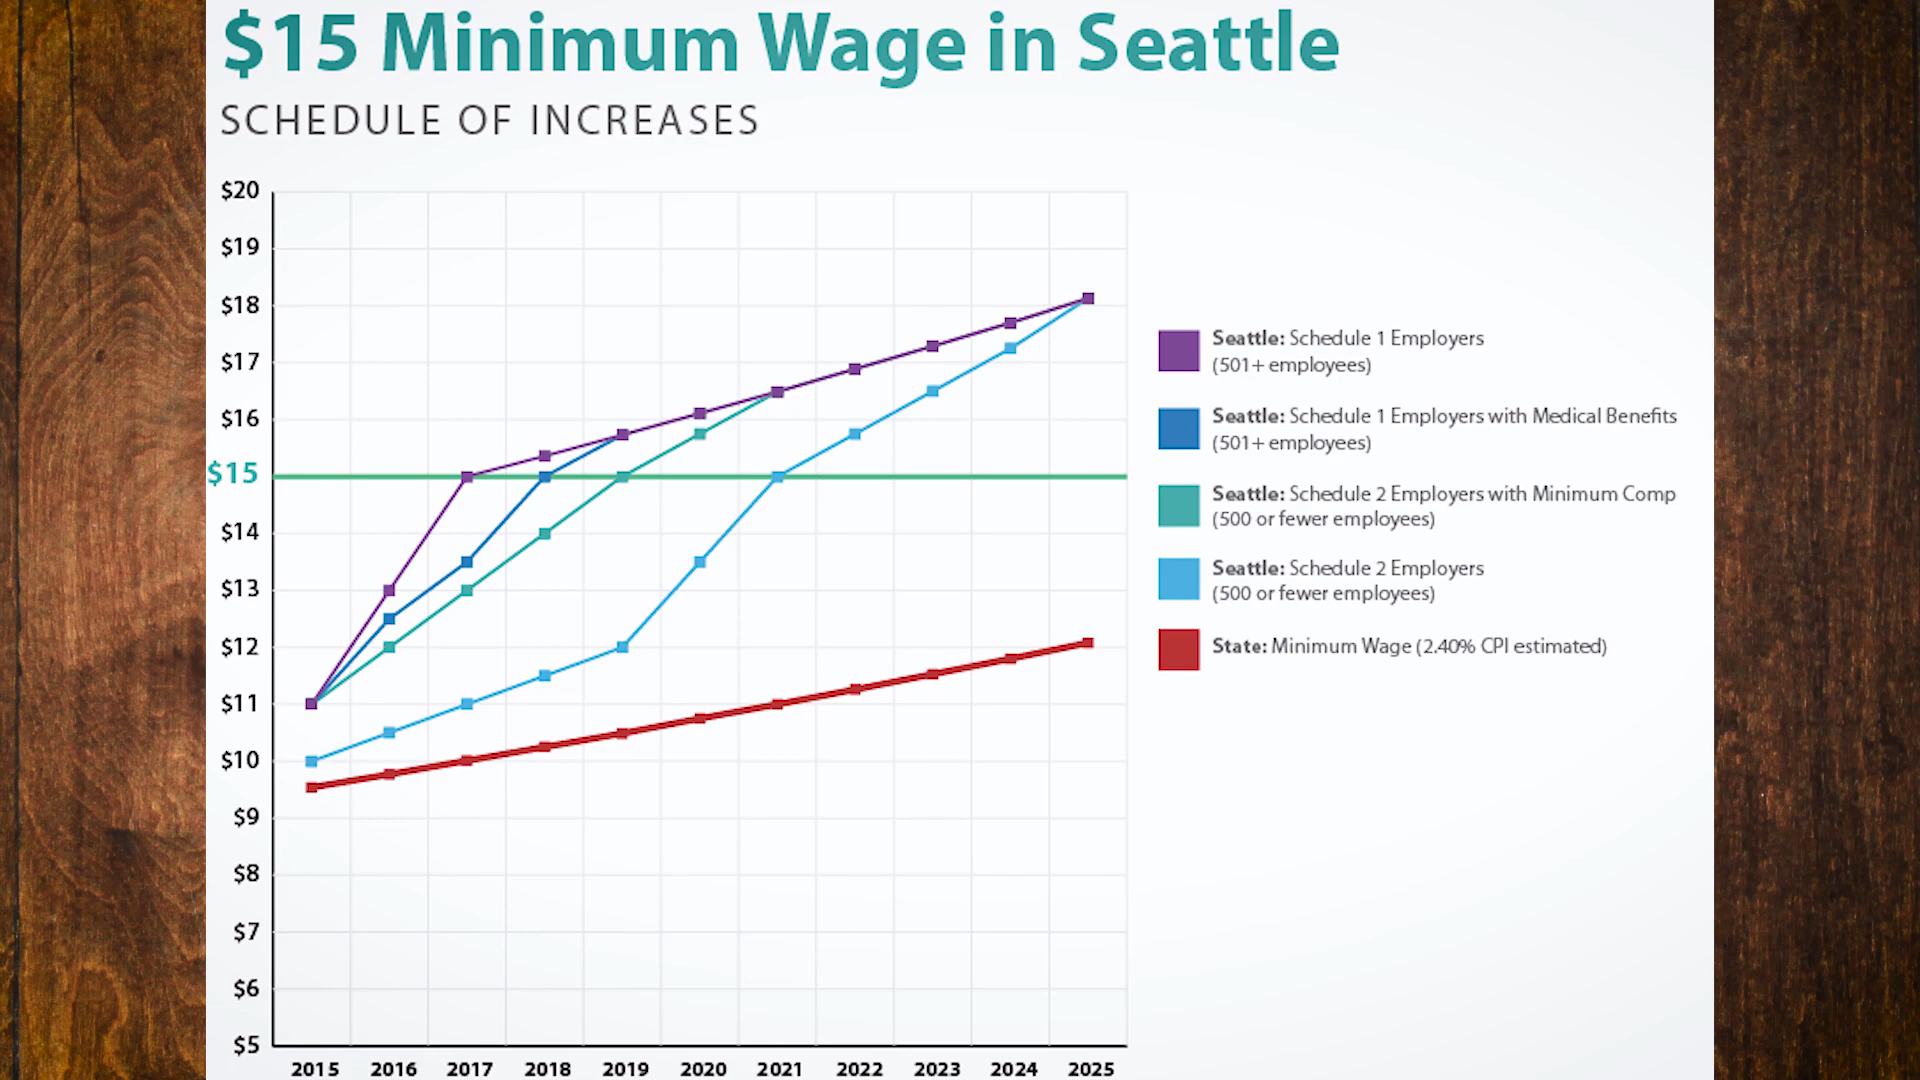 $15 Minimum Wage in Seattle
SCHEDULE OF INCREASES
$20
$19
$18
$17
$16
$15
$14
$13
$12
$11
$10
$9
$8
$7
$6
$5
2015 2016 2017 2018 2019 2020 2021 2022 2023 2024 2025
Seattle: Schedule 1 Employers
(501+ employees)
Seattle: Schedule 1 Employers with Medical Benefits
(501+ employees)
Seattle: Schedule 2 Employers with Minimum Comp
(500 or fewer employees)
Seattle: Schedule 2 Employers
(500 or fewer employees)
State: Minimum Wage (2.40% CPI estimated)